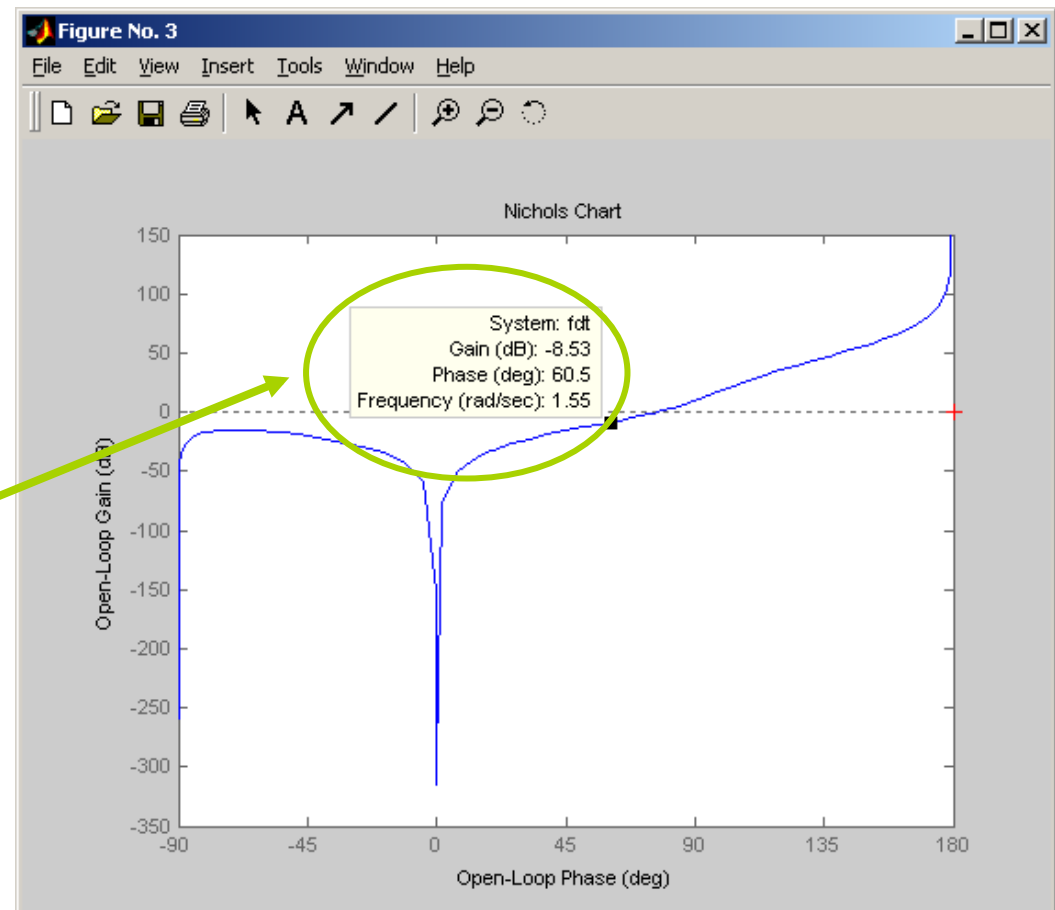 Figure No. 3
File Edit View Insert Tools Window Help
A
Nichols Chart
150
100
50
0
-50
-100
-150
-200
-250
-300
-350
Open-Loop Gain (dB)
System: fdt
Gain (dB): -8.53
Phase (deg): 60.5
Frequency (rad/sec): 1.55
-90 -45 0 45 90 135 180
Open-Loop Phase (deg)